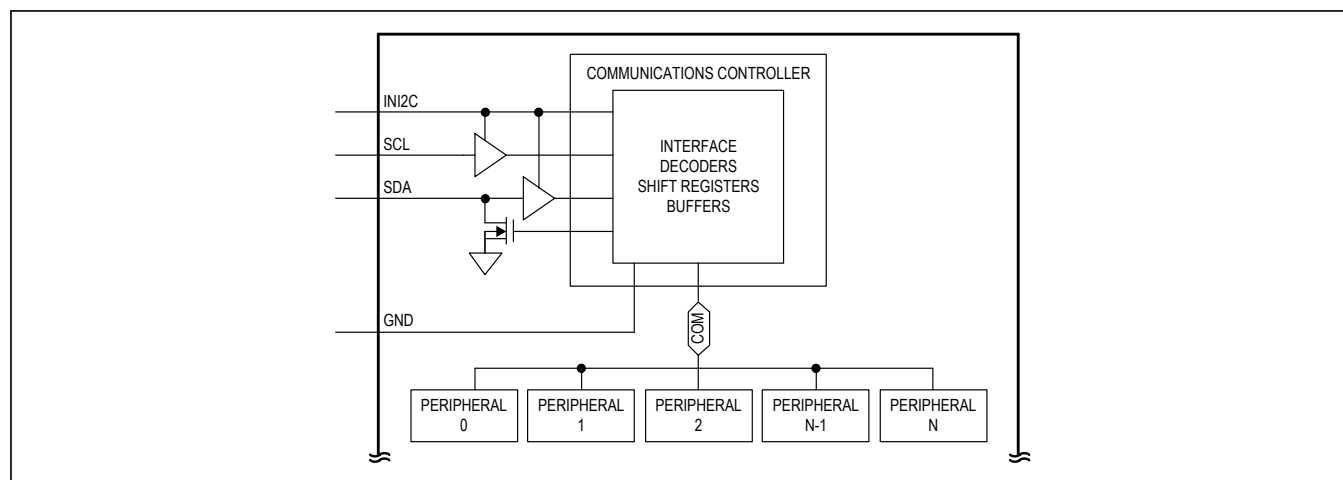 COMMUNICATIONS CONTROLLER
INI2C
SCL
SDA
INTERFACE
DECODERS
SHIFT REGISTERS
BUFFERS
GND
COM
PERIPHERAL
0
PERIPHERAL
1
PERIPHERAL
2
PERIPHERAL
N-1
PERIPHERAL
N